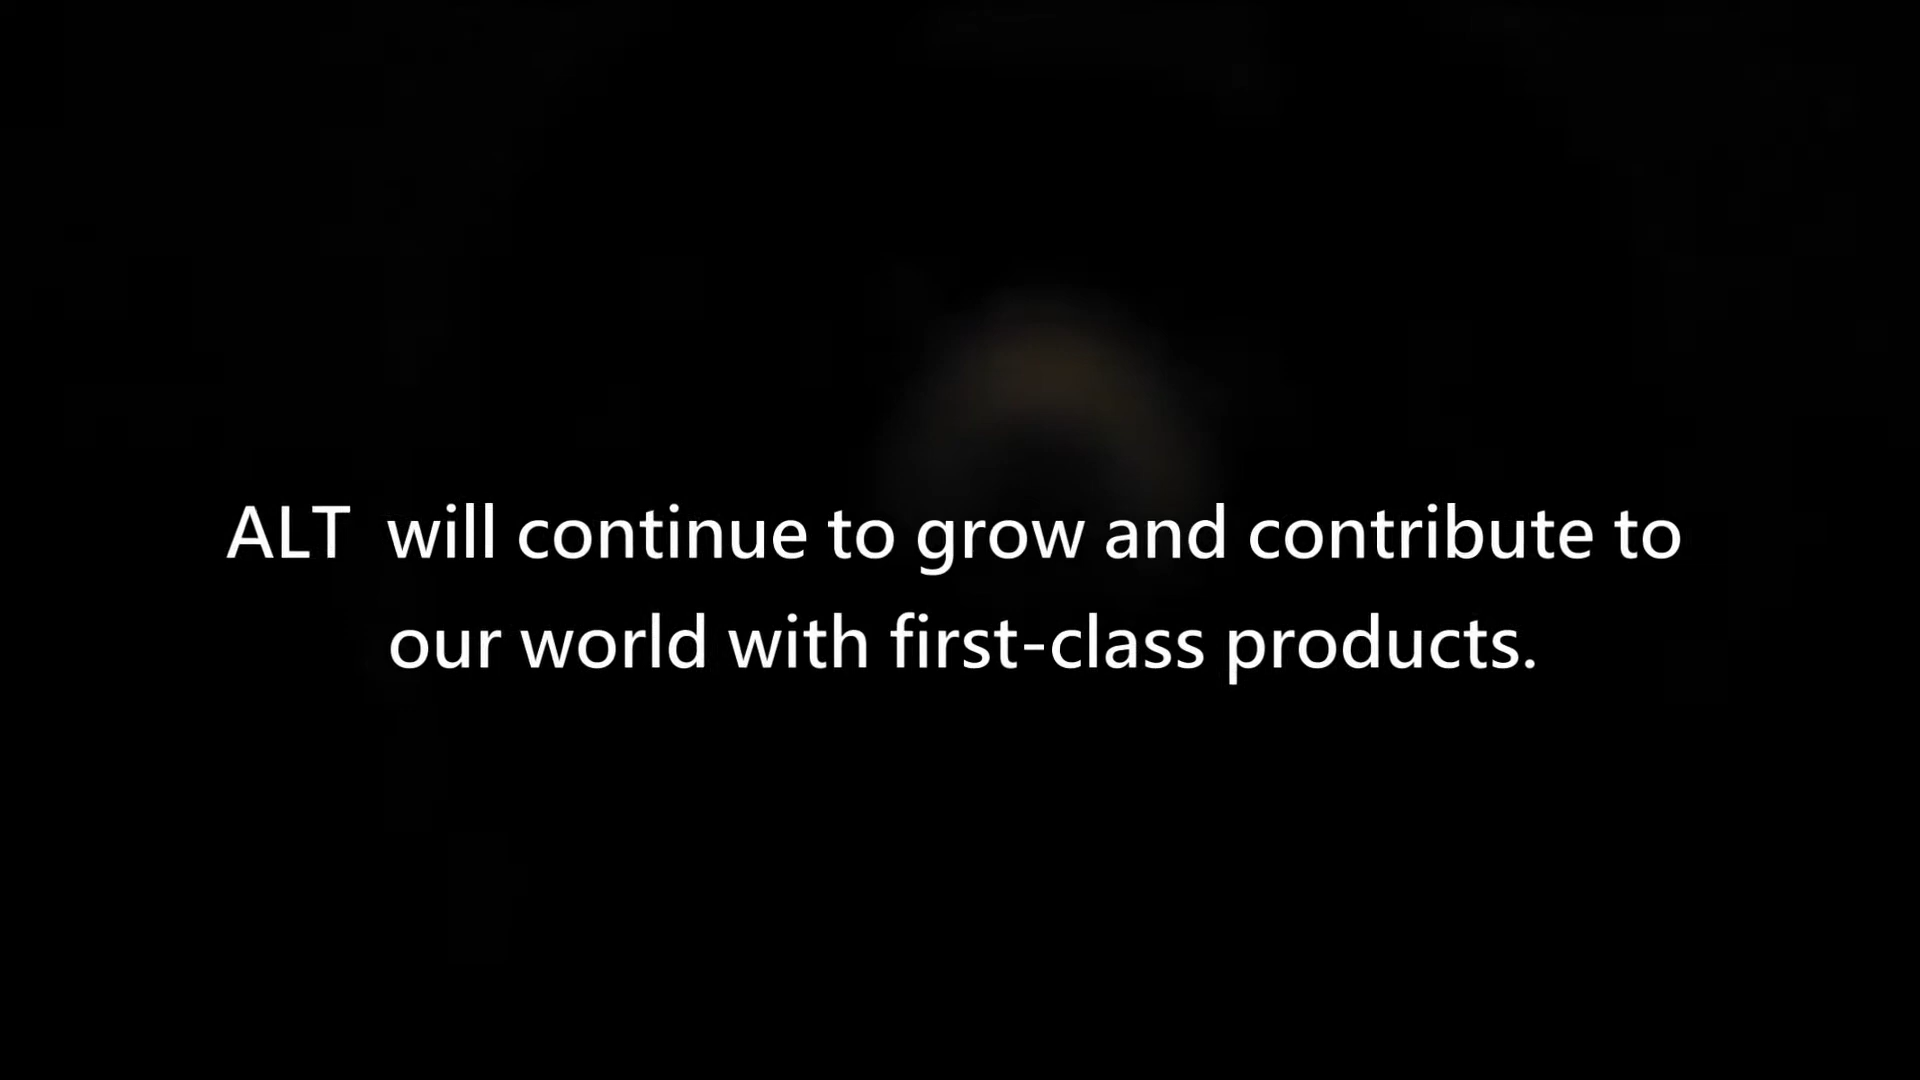 ALT  will continue to grow and contribute to
our world with first-class products.